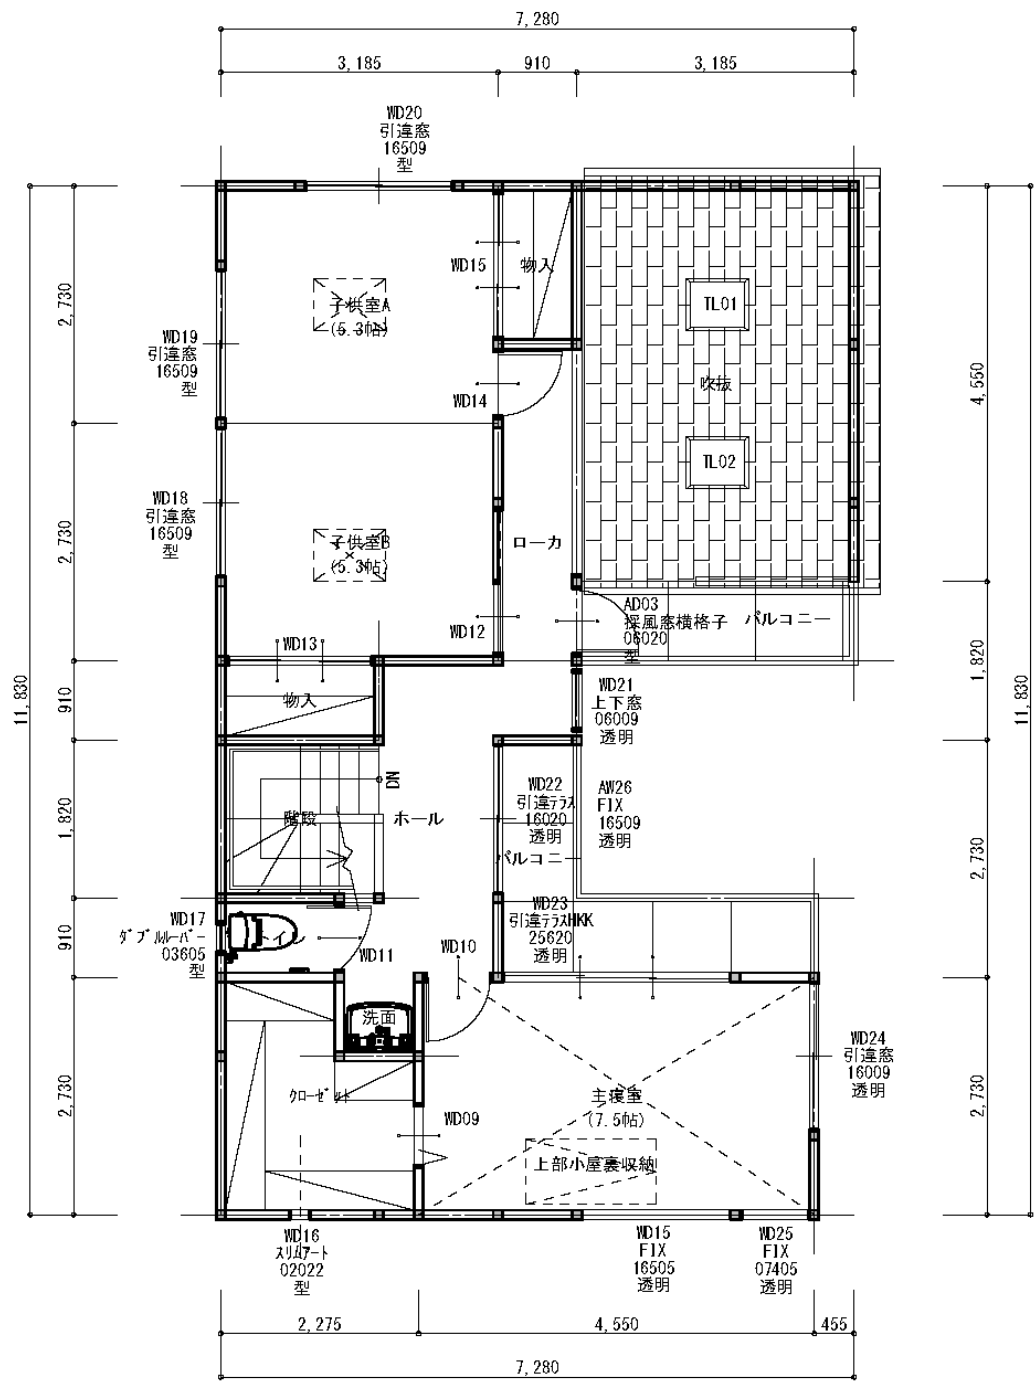 7,280
3,185
910
3,185
WD20
引違窓
16509
型
WD15
物入
子供室A
(5.3帖)
TL01
2,730
WD19
引違窓
16509
型
WD14
吹抜
4,550
TL02
WD18
引違窓
16509
型
2,730
子供室B
(5.3帖)
ローカ
WD12
WD13
AD03
採風窓横格子
06020
型
バルコニー
1,820
11,830
11,830
910
物入
WD21
上下窓
06009
透明
DN
階段
ホール
1,820
WD22
引違テラス
16020
透明
AW26
FIX
16509
透明
バルコニ
2,730
WD17
ダブルルーバー
03605
型
910
トイレ
WD11
WD10
WD23
引違テラスHKK
25620
透明
洗面
WD24
引違窓
16009
透明
2,730
クローゼット
WD09
主寝室
(7.5帖)
上部小屋裏収納
2,730
WD16
スリムアート
02022
型
WD15
FIX
16505
透明
WD25
FIX
07405
透明
2,275
4,550
455
7,280